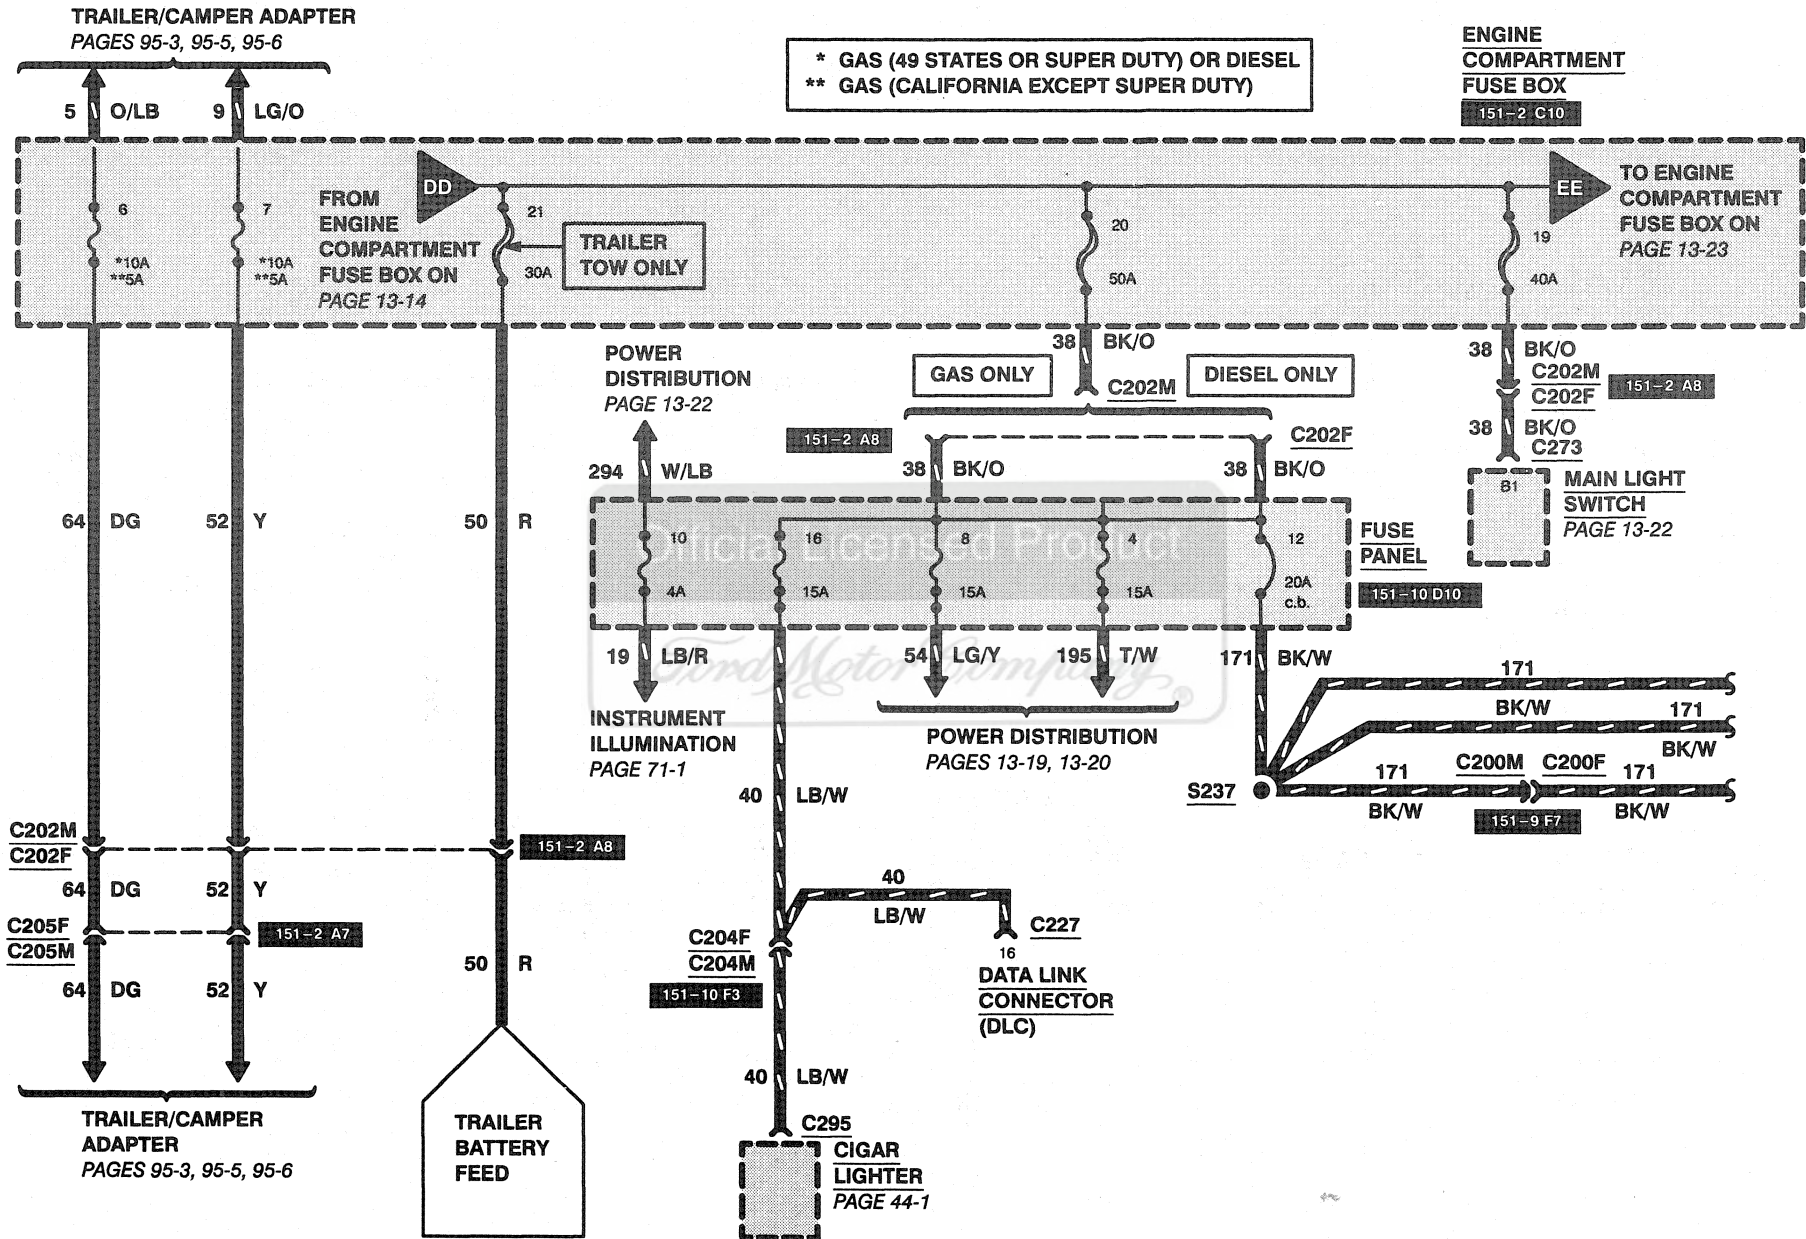 TRAILER/CAMPER ADAPTER
PAGES 95-3, 95-5, 95-6
5 O/LB
9 LG/O
* GAS (49 STATES OR SUPER DUTY) OR DIESEL
** GAS (CALIFORNIA EXCEPT SUPER DUTY)
ENGINE
COMPARTMENT
FUSE BOX
151-2 C10
6
*10A
**5A
7
*10A
**5A
FROM
ENGINE
COMPARTMENT
FUSE BOX ON
PAGE 13-14
DD
21
30A
TRAILER
TOW ONLY
20
50A
19
40A
EE
TO ENGINE
COMPARTMENT
FUSE BOX ON
PAGE 13-23
POWER
DISTRIBUTION
PAGE 13-22
294 W/LB
38 BK/O
GAS ONLY
C202M
DIESEL ONLY
151-2 A8
C202F
38 BK/O
38 BK/O
38 BK/O
C202M
C202F
151-2 A8
38 BK/O
C273
B1
MAIN LIGHT
SWITCH
PAGE 13-22
64 DG
52 Y
50 R
Official Licensed Product
10
4A
16
15A
8
15A
4
15A
12
20A
c.b.
FUSE
PANEL
151-10 D10
Ford Motor Company ®
19 LB/R
54 LG/Y
195 T/W
171 BK/W
INSTRUMENT
ILLUMINATION
PAGE 71-1
POWER DISTRIBUTION
PAGES 13-19, 13-20
171
BK/W
171
BK/W
S237
171
BK/W
C200M
C200F
171
BK/W
151-9 F7
40 LB/W
C202M
C202F
151-2 A8
64 DG
52 Y
C205F
C205M
151-2 A7
64 DG
52 Y
50 R
40
LB/W
C227
16
DATA LINK
CONNECTOR
(DLC)
C204F
C204M
151-10 F3
40 LB/W
C295
CIGAR
LIGHTER
PAGE 44-1
TRAILER/CAMPER
ADAPTER
PAGES 95-3, 95-5, 95-6
TRAILER
BATTERY
FEED